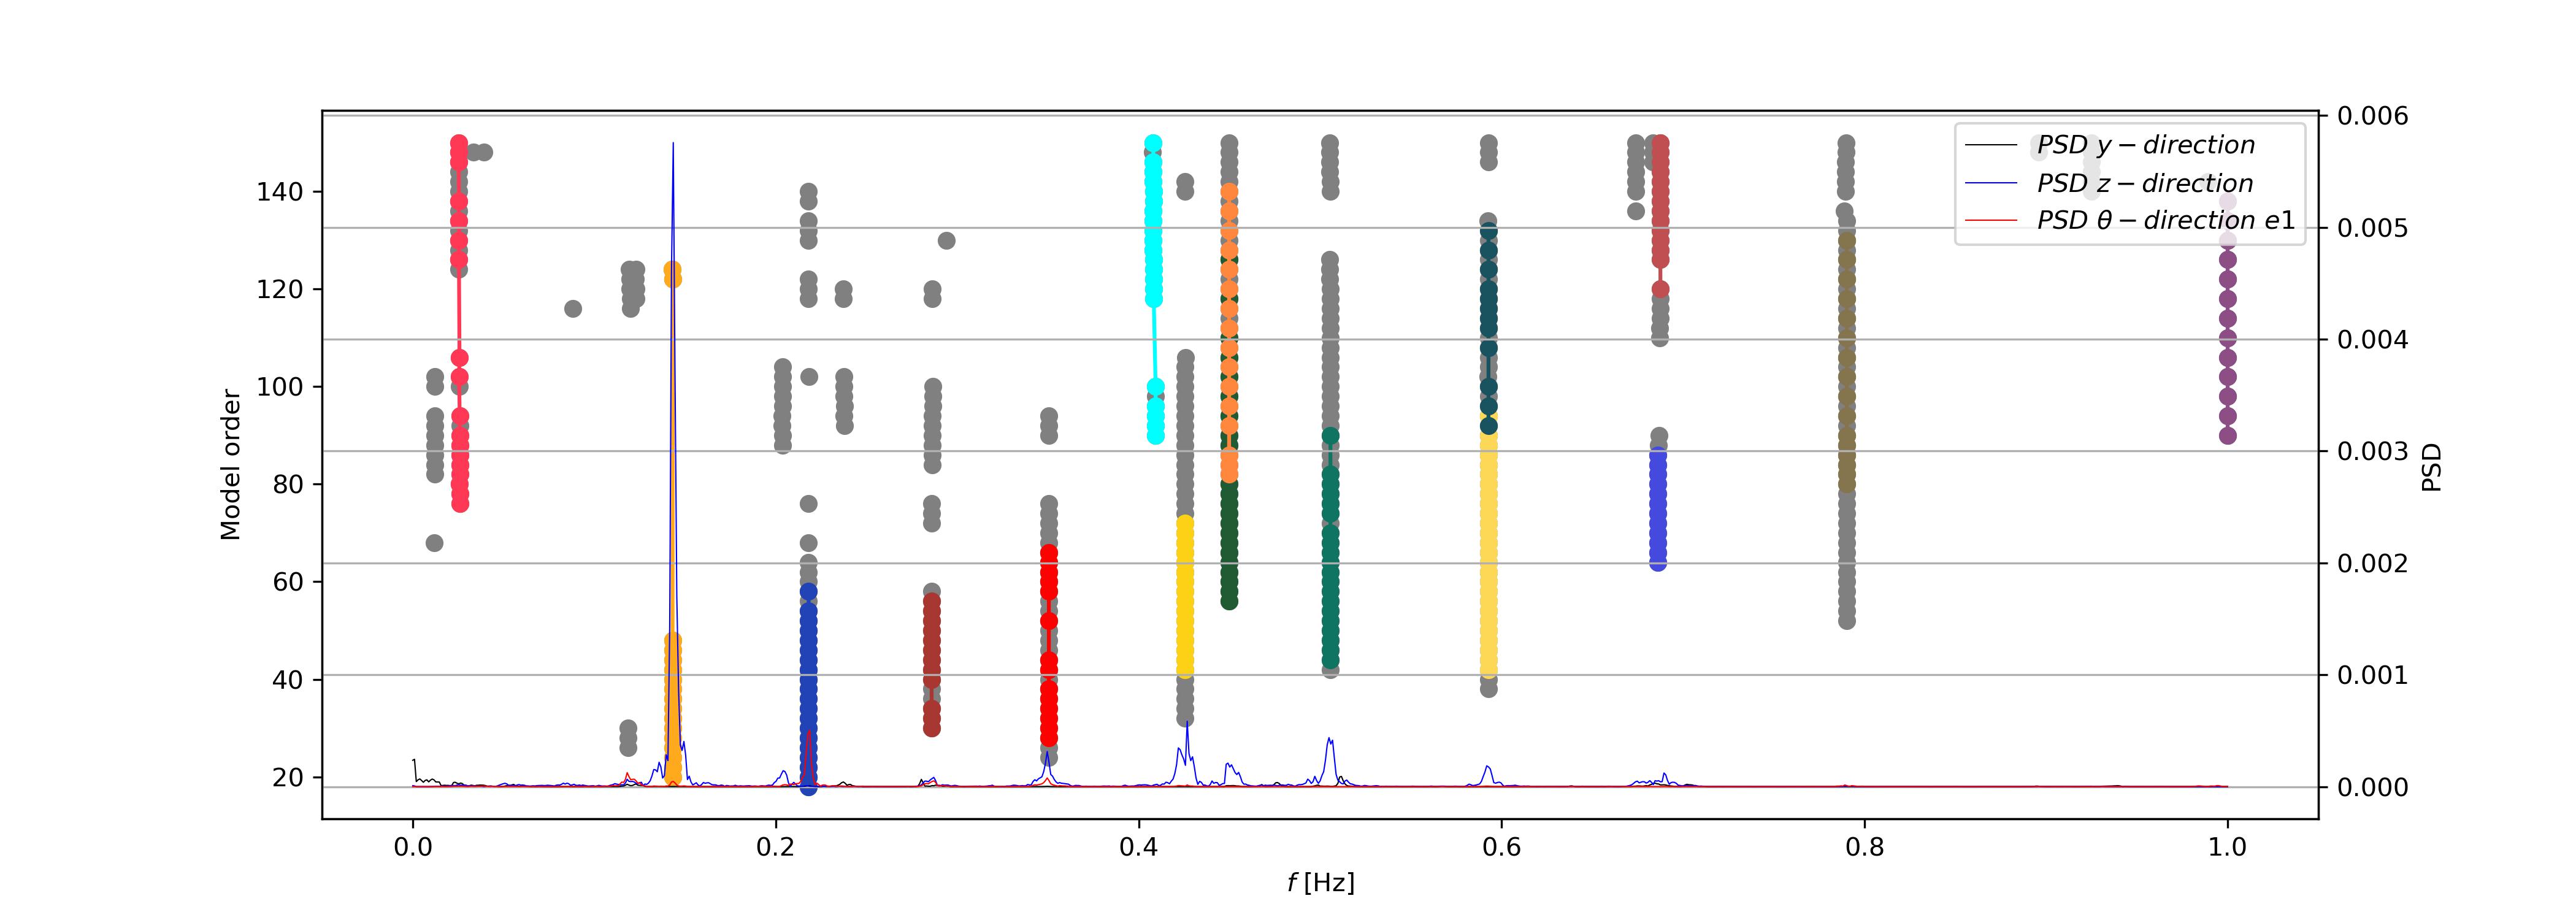 PSD y − direction
PSD z − direction
PSD θ − direction e1
Model order
140
120
100
80
60
40
20
0.006
0.005
0.004
0.003
0.002
0.001
0.000
PSD
0.0 0.2 0.4 0.6 0.8 1.0
f [Hz]